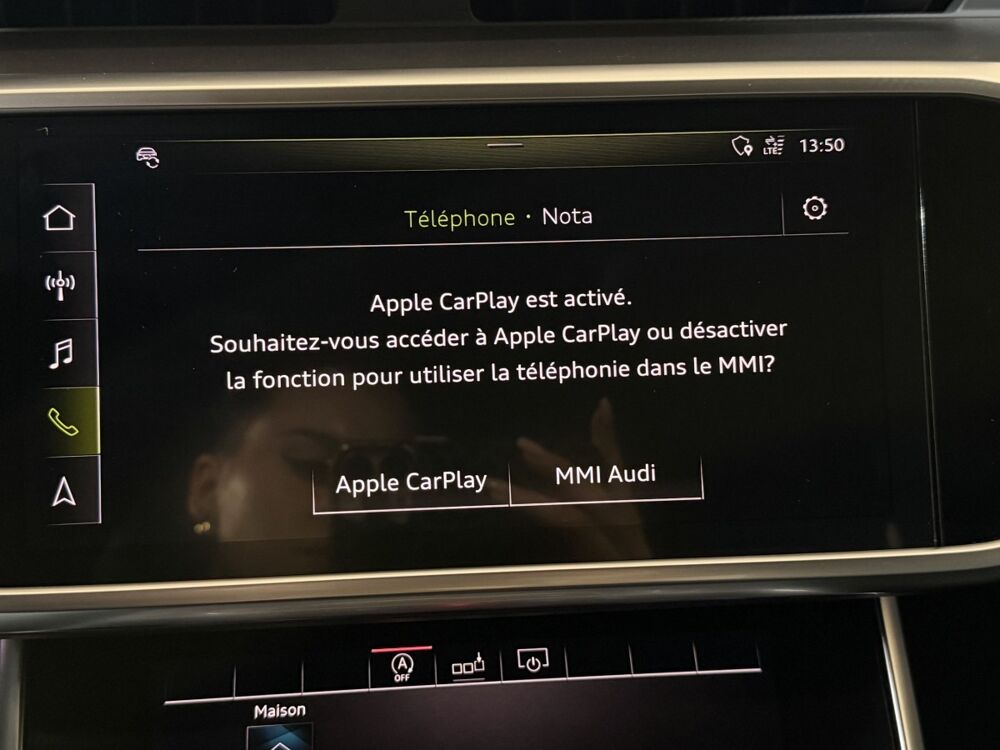 LTE 13:50
Téléphone · Nota
Apple CarPlay est activé.
Souhaitez-vous accéder à Apple CarPlay ou désactiver
la fonction pour utiliser la téléphonie dans le MMI?
Apple CarPlay MMI Audi
A
OFF
Maison